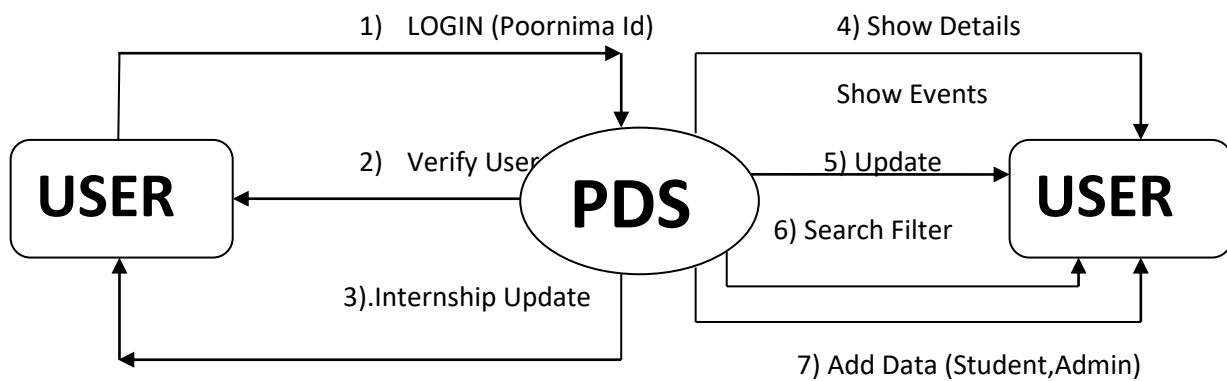 1) LOGIN (Poornima Id)
4) Show Details
Show Events
2) Verify User
5) Update
USER
PDS
USER
6) Search Filter
3).Internship Update
7) Add Data (Student,Admin)